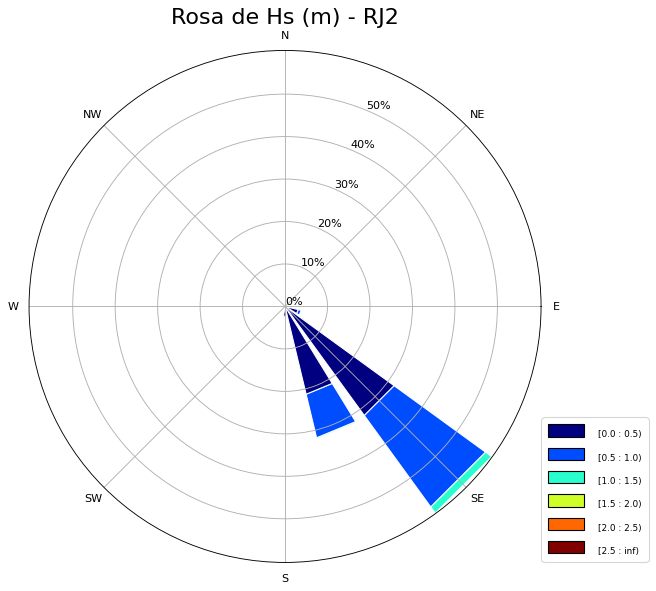 Rosa de Hs (m) - RJ2
N
NW
NE
50%
40%
30%
20%
10%
0%
W
E
SW
SE
S
[0.0 : 0.5)
[0.5 : 1.0)
[1.0 : 1.5)
[1.5 : 2.0)
[2.0 : 2.5)
[2.5 : inf)